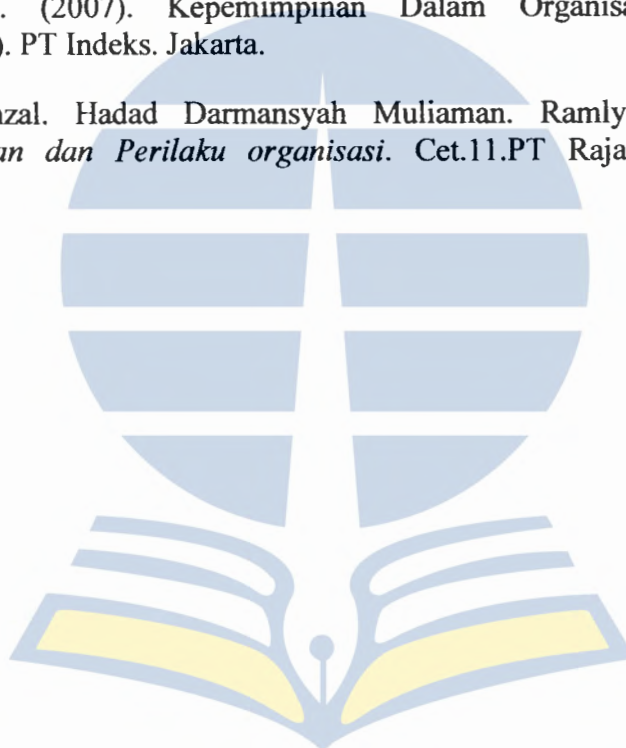 . (2007). Kepemimpinan Dalam Organisa
). PT Indeks. Jakarta.
zal. Hadad Darmansyah Muliaman. Ramly
an dan Perilaku organisasi. Cet.11.PT Raja